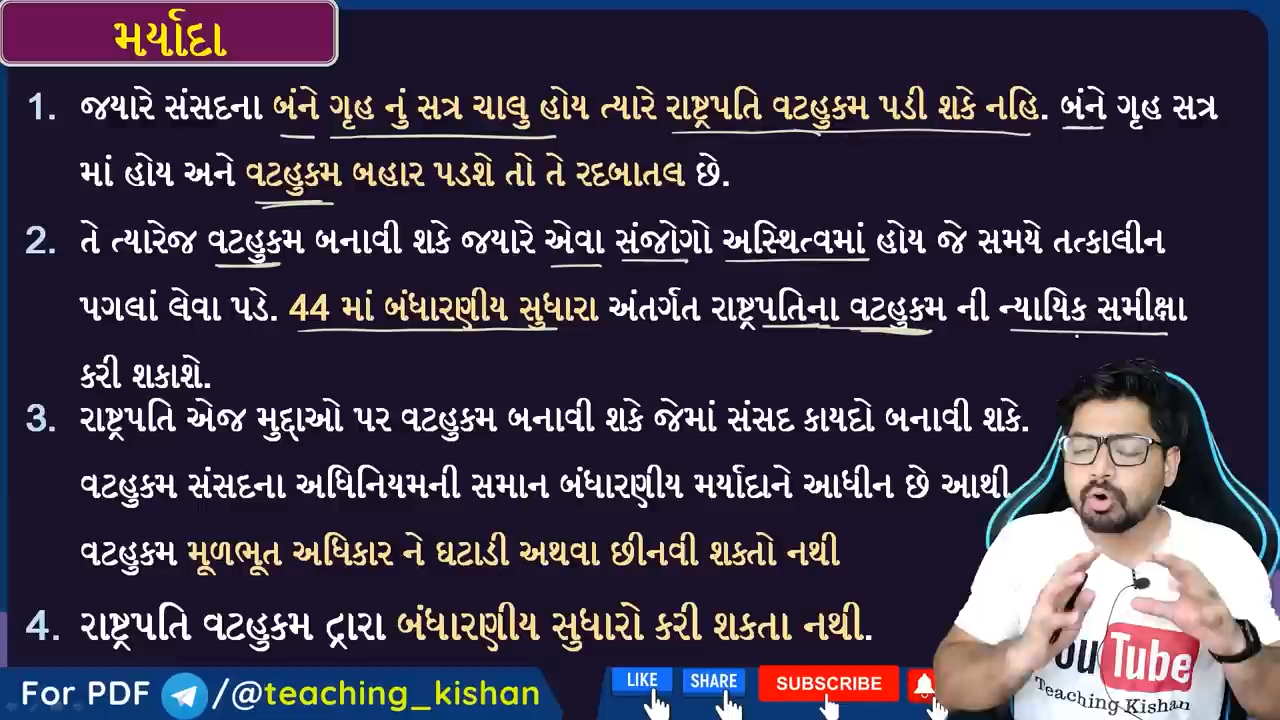 મર્યાદા
1. જયારે સંસદના બંને ગૃહ નું સત્ર ચાલુ હોય ત્યારે રાષ્ટ્રપતિ વટહુકમ પડી શકે નહિ. બંને ગૃહ સત્ર
માં હોય અને વટહુકમ બહાર પડશે તો તે રદબાતલ છે.
2. તે ત્યારેજ વટહુકમ બનાવી શકે જયારે એવા સંજોગો અસ્થિત્વમાં હોય જે સમયે તત્કાલીન
પગલાં લેવા પડે. 44 માં બંધારણીય સુધારા અંતર્ગત રાષ્ટ્રપતિના વટહુકમ ની ન્યાયિક સમીક્ષા
કરી શકાશે.
3. રાષ્ટ્રપતિ એજ મુદ્દાઓ પર વટહુકમ બનાવી શકે જેમાં સંસદ કાયદો બનાવી શકે.
વટહુકમ સંસદના અધિનિયમની સમાન બંધારણીય મર્યાદાને આધીન છે આથી
વટહુકમ મૂળભૂત અધિકાર ને ઘટાડી અથવા છીનવી શકતો નથી
4. રાષ્ટ્રપતિ વટહુકમ દ્રારા બંધારણીય સુધારો કરી શકતા નથી.
You Tube
Teaching Kishan
For PDF /@teaching_kishan
LIKE SHARE SUBSCRIBE